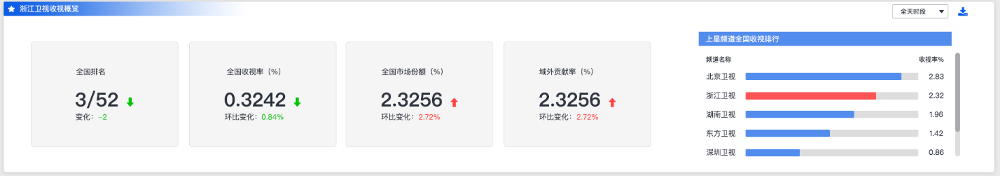 浙江卫视收视概览
全天时段
全国排名
3/52
变化：-2
全国收视率（%）
0.3242
环比变化：0.84%
全国市场份额（%）
2.3256
环比变化：2.72%
域外贡献率（%）
2.3256
环比变化：2.72%
上星频道全国收视排行
频道名称 收视率%
北京卫视 2.83
浙江卫视 2.32
湖南卫视 1.96
东方卫视 1.42
深圳卫视 0.86